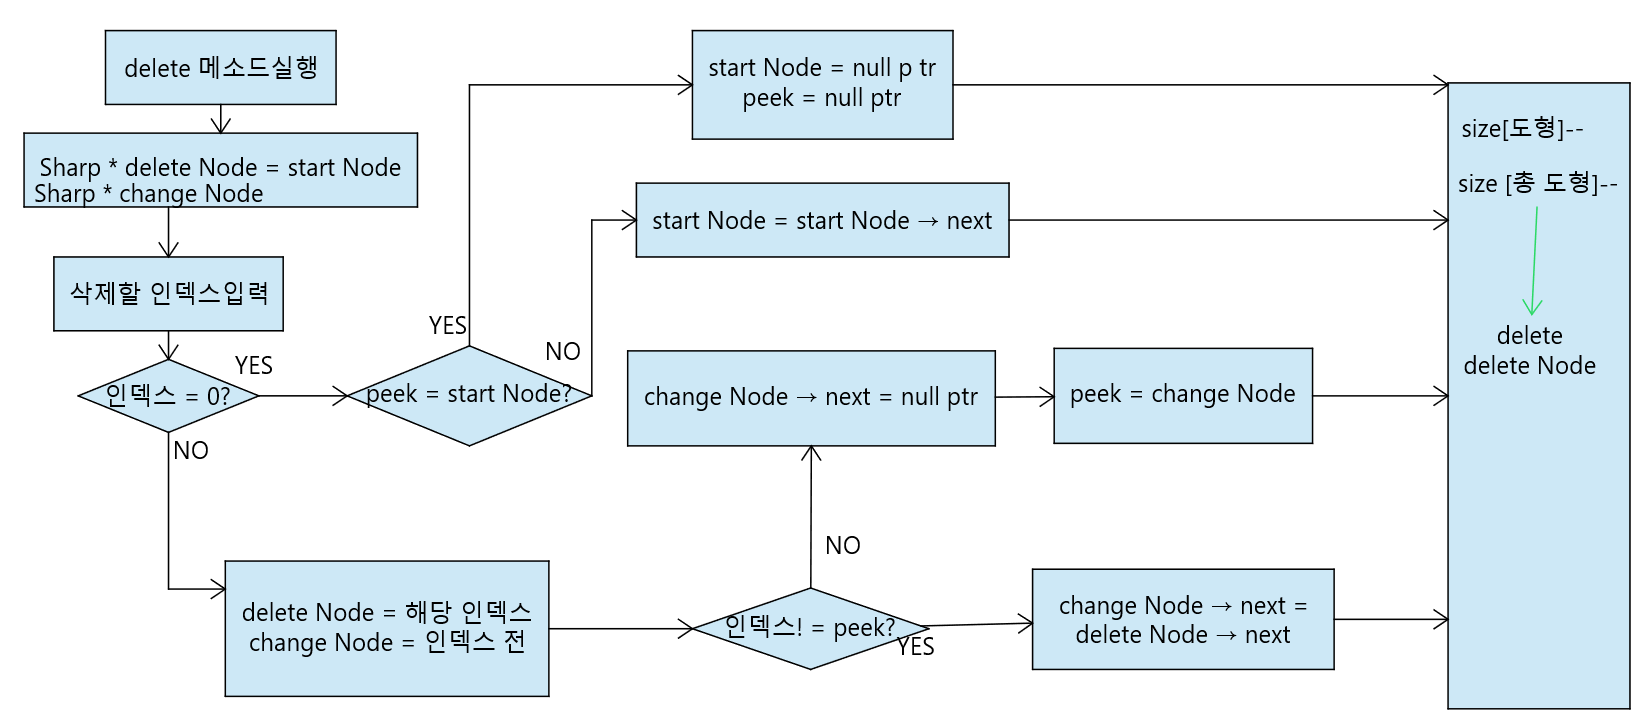 delete 메소드실행
Sharp * delete Node = start Node
Sharp * change Node
삭제할 인덱스입력
인덱스 = 0?
YES
NO
peek = start Node?
YES
NO
start Node = null p tr
peek = null ptr
start Node = start Node → next
change Node → next = null ptr
peek = change Node
delete Node = 해당 인덱스
change Node = 인덱스 전
인덱스! = peek?
NO
YES
change Node → next =
delete Node → next
size[도형]--
size [총 도형]--
delete
delete Node